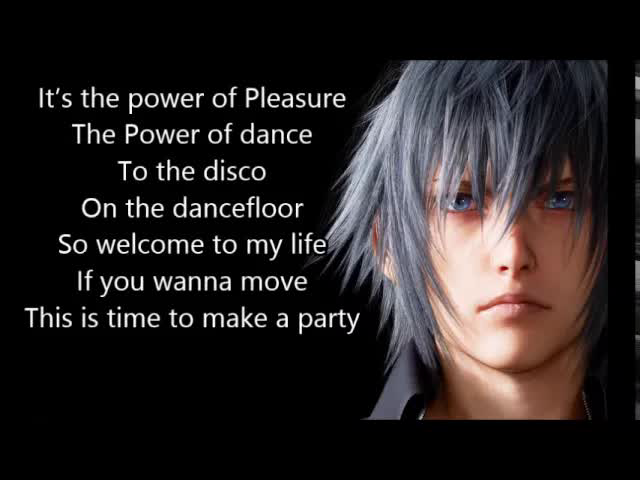 It’s the power of Pleasure
The Power of dance
To the disco
On the dancefloor
So welcome to my life
If you wanna move
This is time to make a party